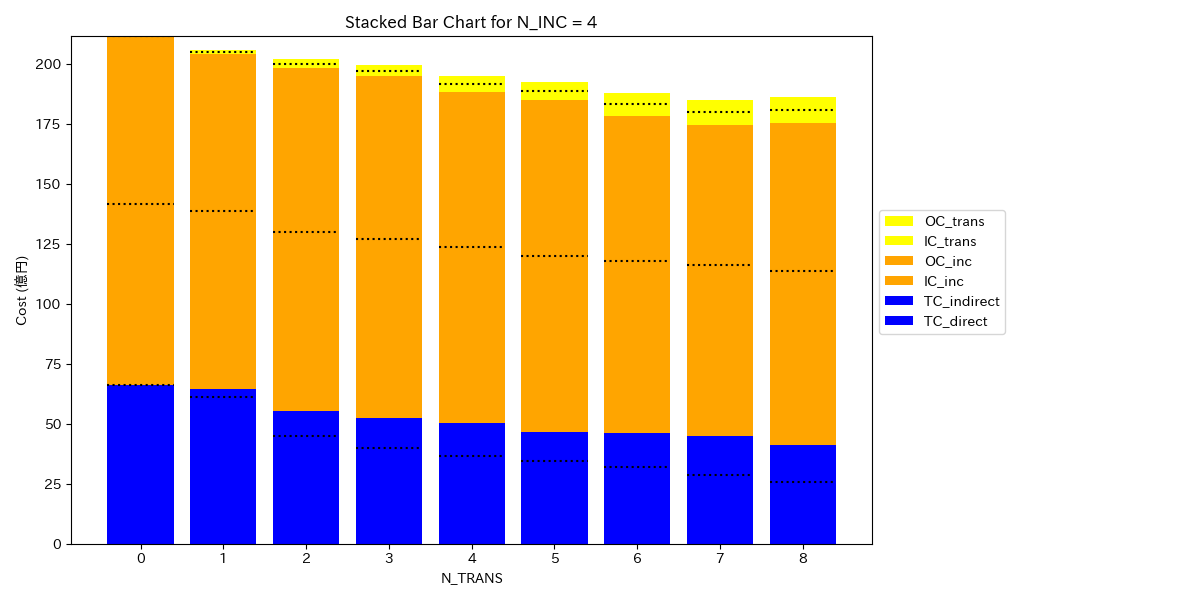 Stacked Bar Chart for N_INC = 4
Cost (億円)
200
175
150
125
100
75
50
25
0
0 1 2 3 4 5 6 7 8
N_TRANS
OC_trans
IC_trans
OC_inc
IC_inc
TC_indirect
TC_direct